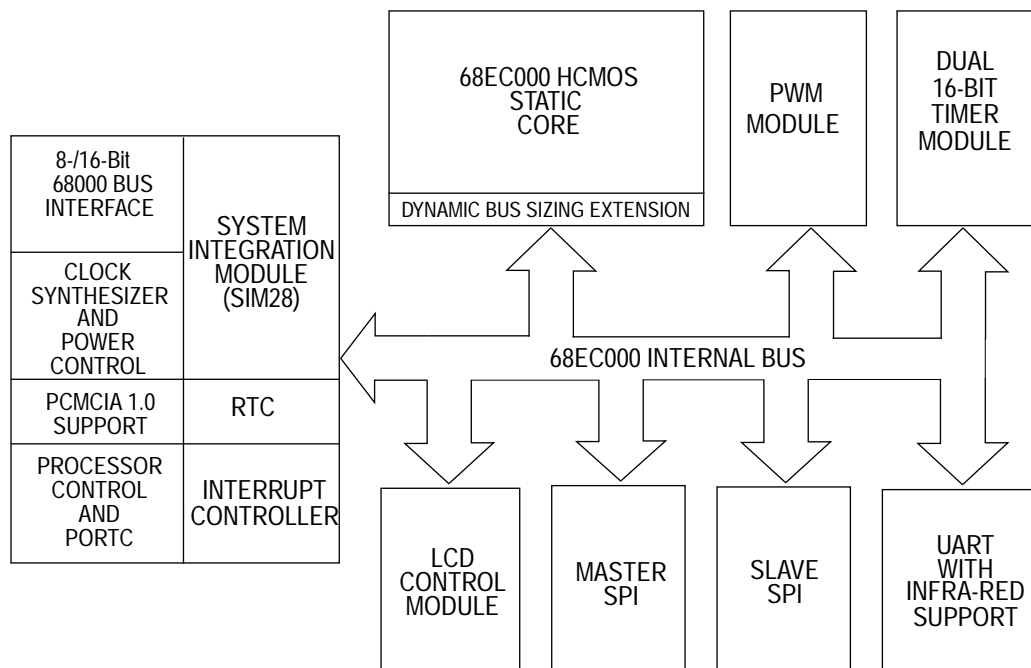 68EC000 HCMOS
STATIC
CORE
DYNAMIC BUS SIZING EXTENSION
PWM
MODULE
DUAL
16-BIT
TIMER
MODULE
8-/16-Bit
68000 BUS
INTERFACE
SYSTEM
INTEGRATION
MODULE
(SIM28)
CLOCK
SYNTHESIZER
AND
POWER
CONTROL
PCMCIA 1.0
SUPPORT
RTC
PROCESSOR
CONTROL
AND
PORTC
INTERRUPT
CONTROLLER
68EC000 INTERNAL BUS
LCD
CONTROL
MODULE
MASTER
SPI
SLAVE
SPI
UART
WITH
INFRA-RED
SUPPORT